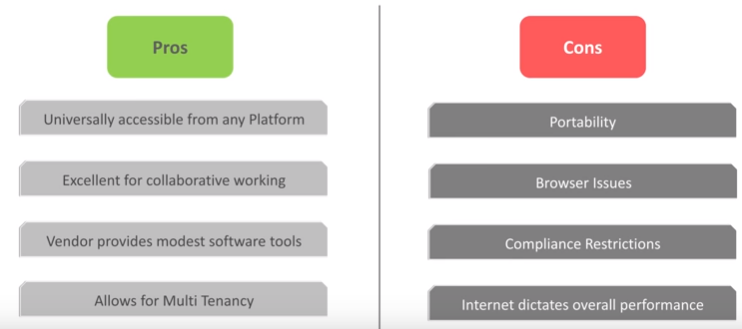 Pros
Universally accessible from any Platform
Excellent for collaborative working
Vendor provides modest software tools
Allows for Multi Tenancy
Cons
Portability
Browser Issues
Compliance Restrictions
Internet dictates overall performance